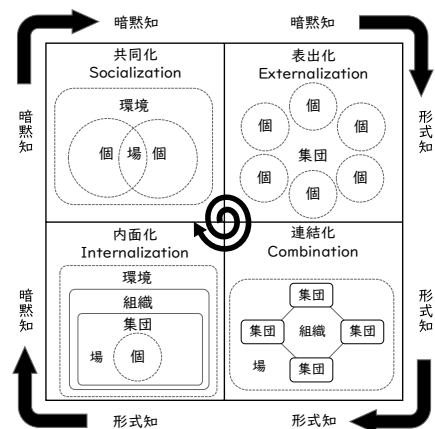 暗黙知
暗黙知
共同化
Socialization
環境
個 場 個
表出化
Externalization
個
個 個
集団
個 個
個
暗黙知
形式知
内面化
Internalization
環境
組織
集団
場 個
連結化
Combination
集団
集団 組織 集団
場 集団
暗黙知
形式知
形式知
形式知